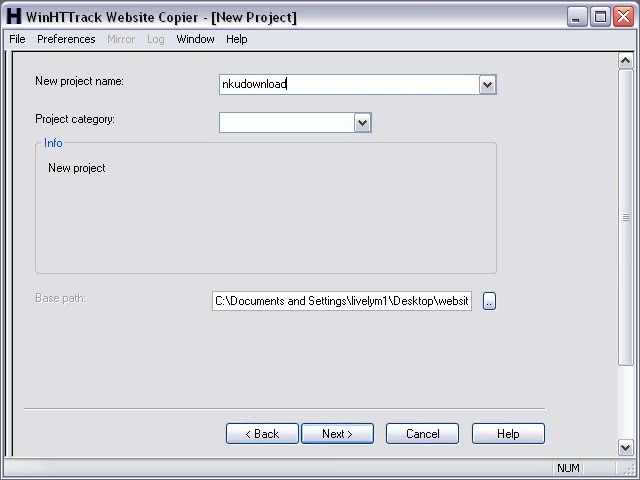 WinHTTrack Website Copier - [New Project]
File Preferences Mirror Log Window Help
New project name: nkudownload
Project category:
Info
New project
Base path: C:\Documents and Settings\livelym1\Desktop\websit ..
< Back Next > Cancel Help
NUM